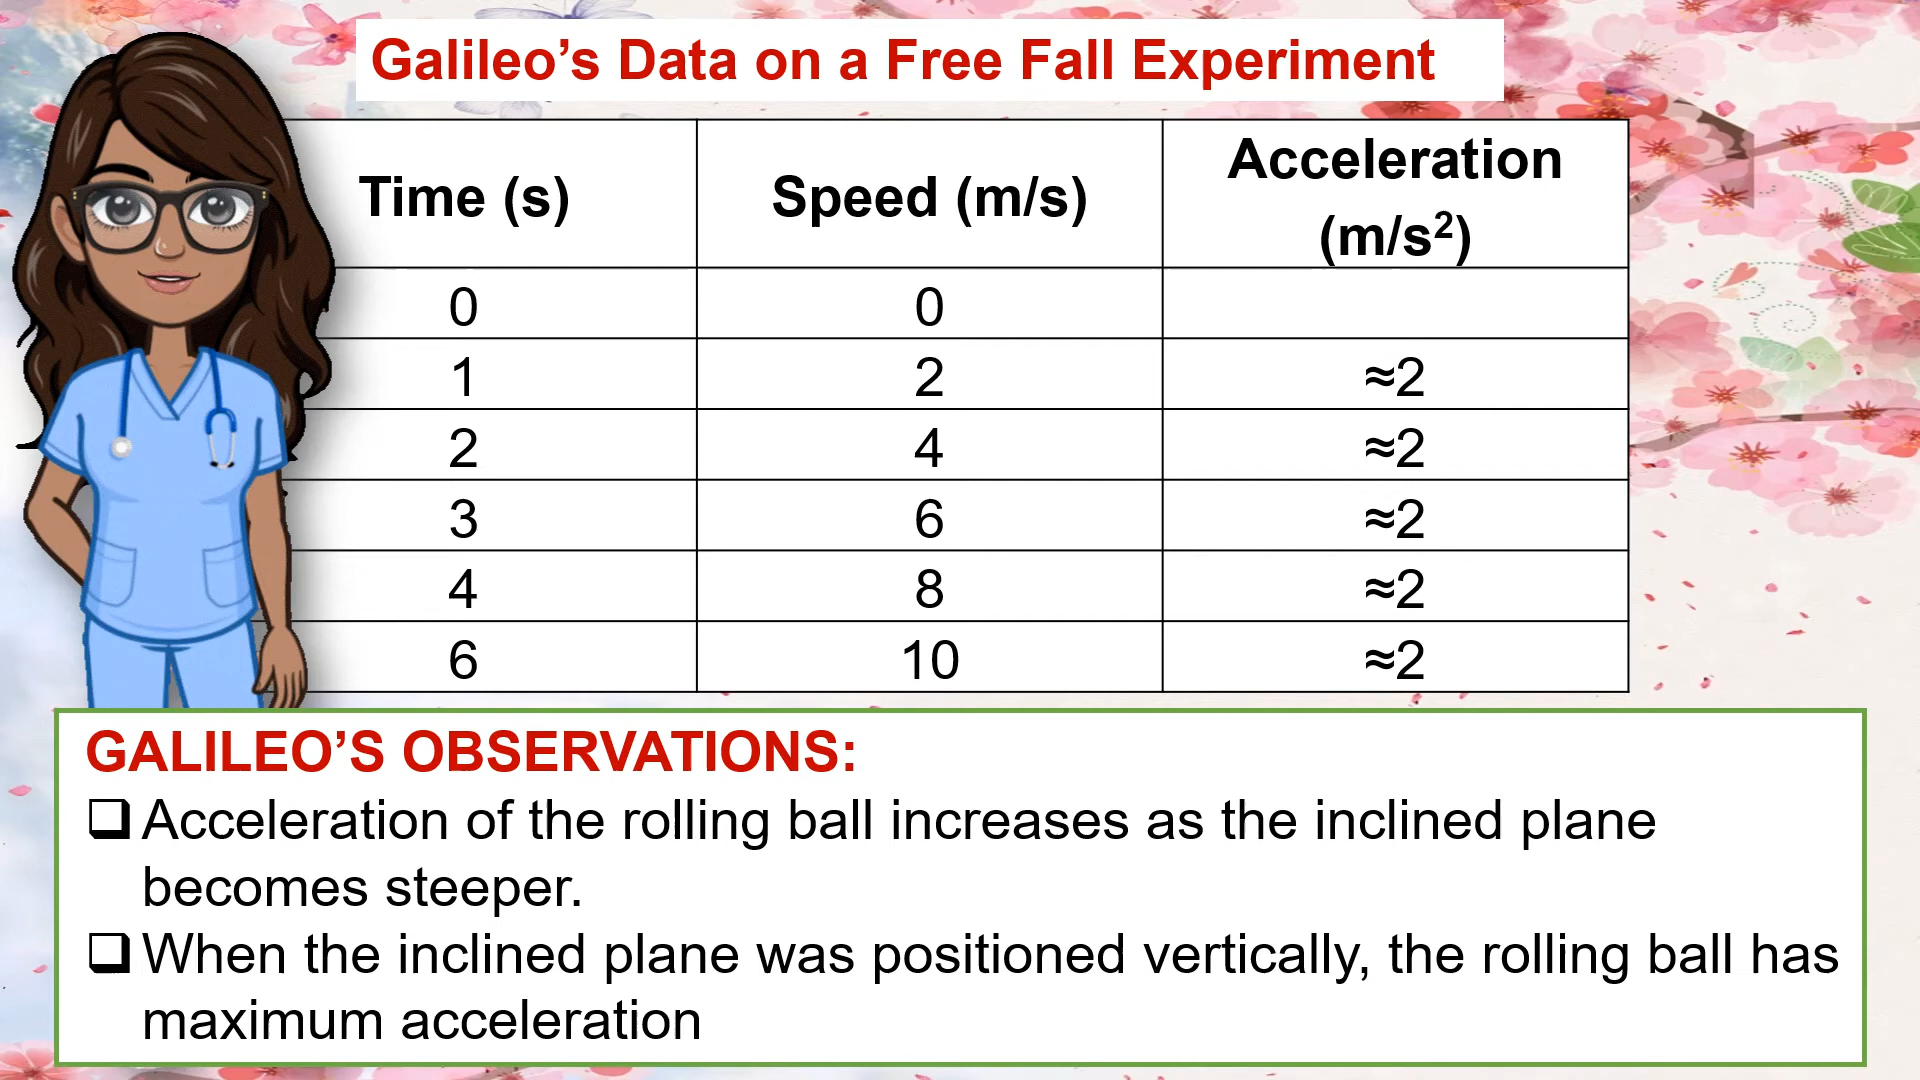 Galileo’s Data on a Free Fall Experiment
Time (s) Speed (m/s) Acceleration (m/s²)
0 0
1 2 ≈2
2 4 ≈2
3 6 ≈2
4 8 ≈2
6 10 ≈2
GALILEO’S OBSERVATIONS:
❑ Acceleration of the rolling ball increases as the inclined plane
becomes steeper.
❑ When the inclined plane was positioned vertically, the rolling ball has
maximum acceleration